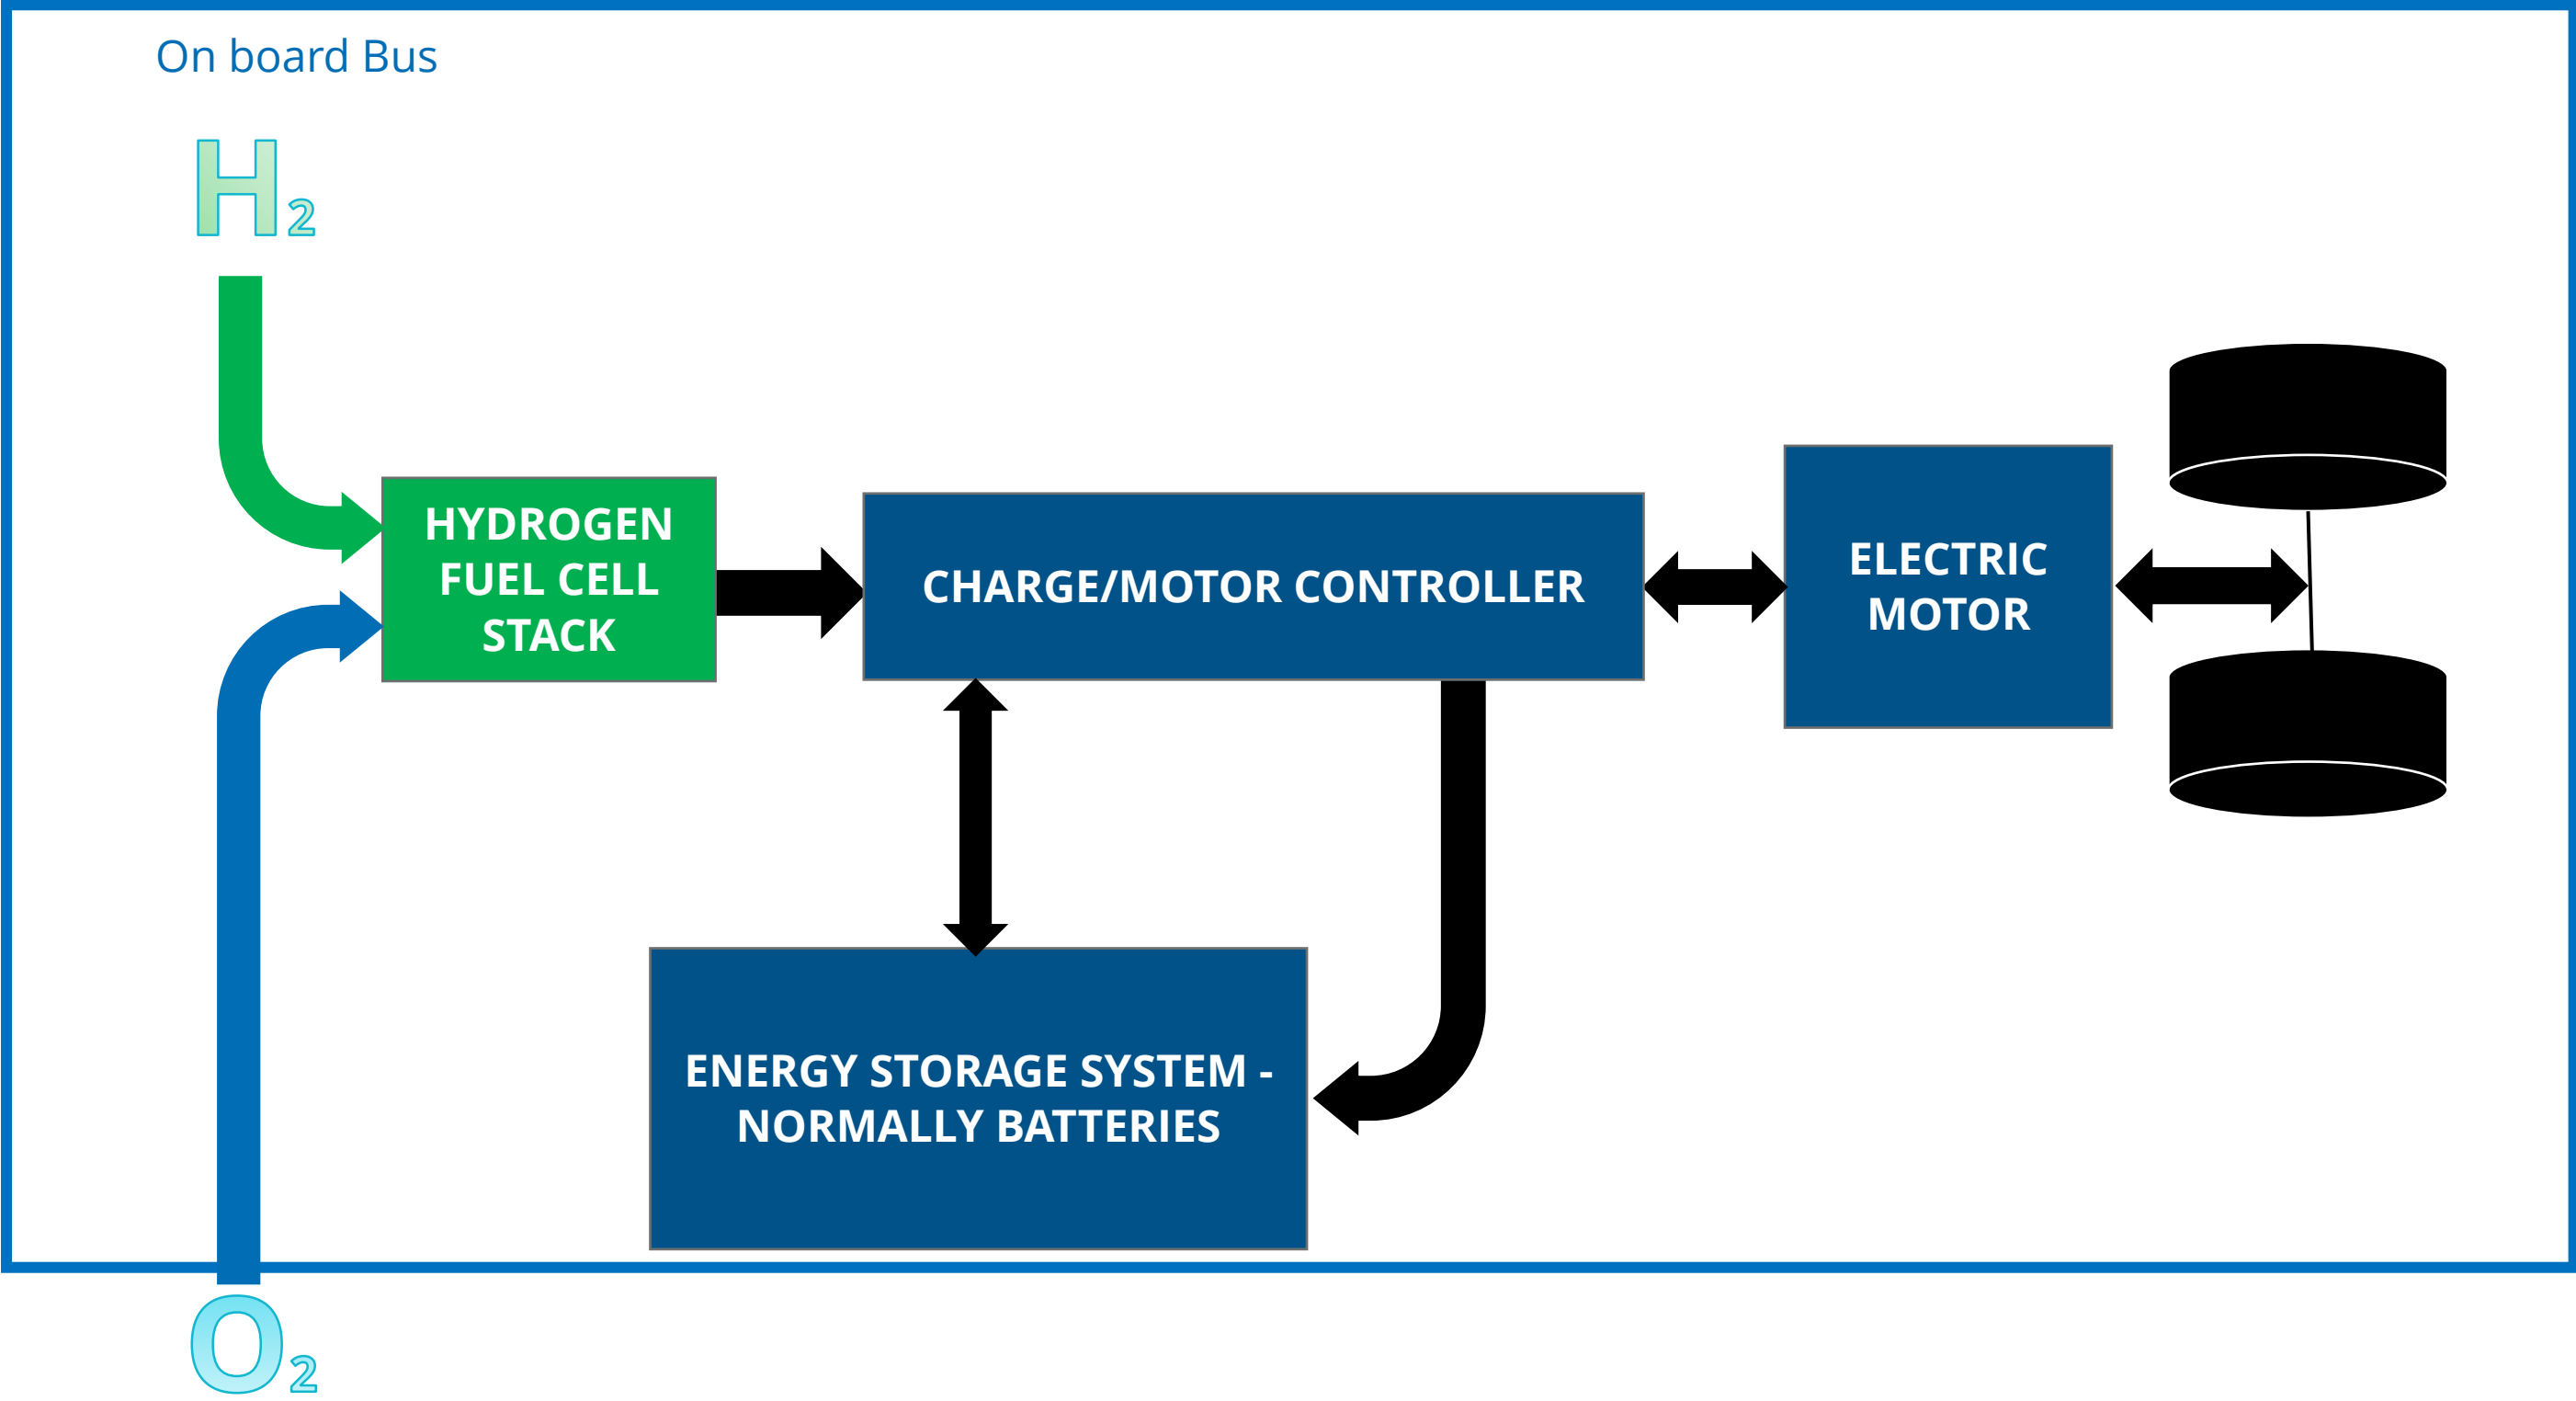 On board Bus
H2
HYDROGEN
FUEL CELL
STACK
CHARGE/MOTOR CONTROLLER
ELECTRIC
MOTOR
ENERGY STORAGE SYSTEM -
NORMALLY BATTERIES
O2